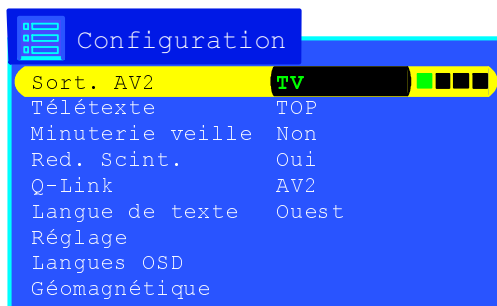 Configuration
Sort. AV2 TV
Télétexte TOP
Minuterie veille Non
Red. Scint. Oui
Q-Link AV2
Langue de texte Ouest
Réglage
Langues OSD
Géomagnétique